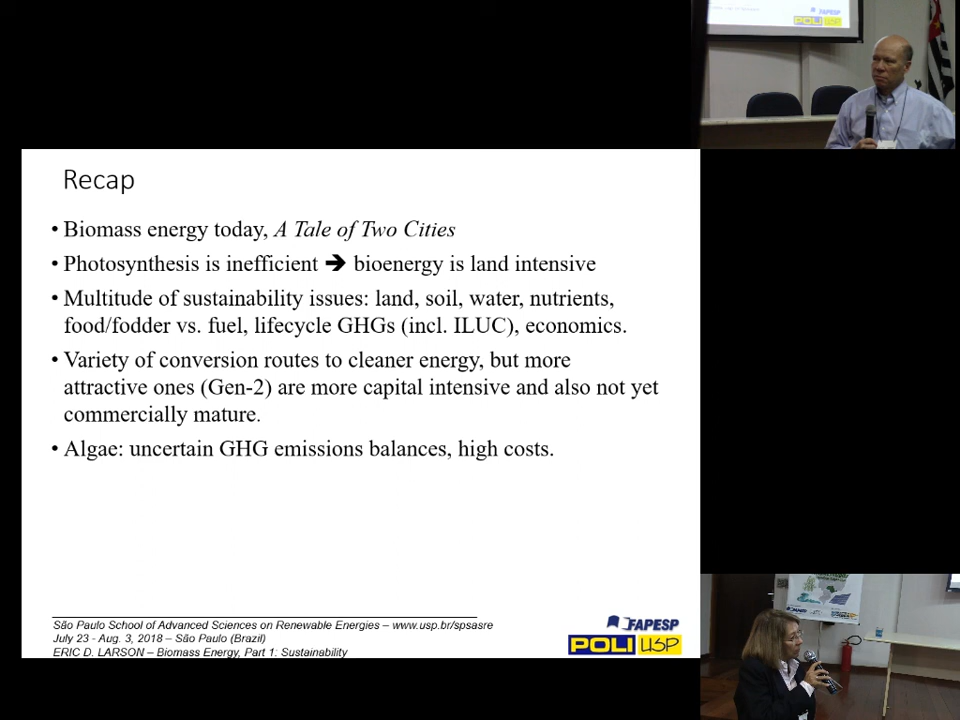 FAPESP
POLI USP
Recap
• Biomass energy today, A Tale of Two Cities
• Photosynthesis is inefficient ➔ bioenergy is land intensive
• Multitude of sustainability issues: land, soil, water, nutrients,
food/fodder vs. fuel, lifecycle GHGs (incl. ILUC), economics.
• Variety of conversion routes to cleaner energy, but more
attractive ones (Gen-2) are more capital intensive and also not yet
commercially mature.
• Algae: uncertain GHG emissions balances, high costs.
São Paulo School of Advanced Sciences on Renewable Energies – www.usp.br/spsasre
July 23 - Aug. 3, 2018 – São Paulo (Brazil)
ERIC D. LARSON – Biomass Energy, Part 1: Sustainability
FAPESP
POLI USP